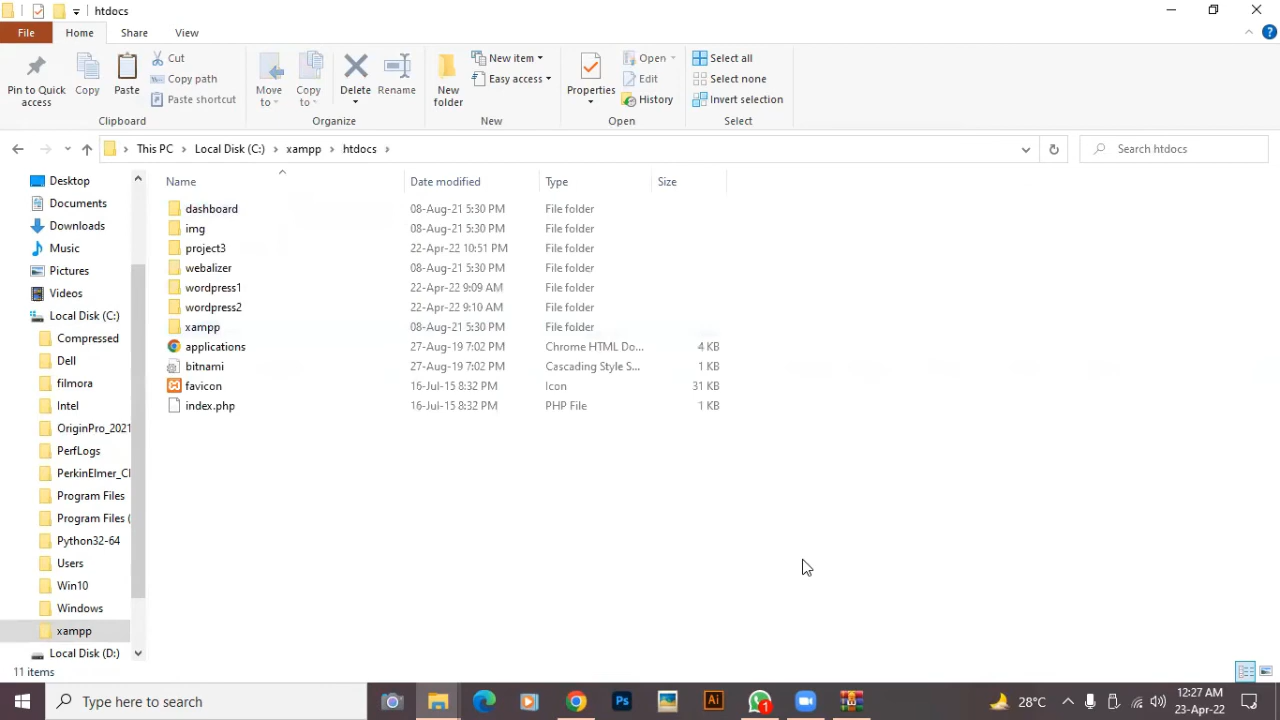 htdocs
File Home Share View
Pin to Quick access
Copy
Paste
Cut
Copy path
Paste shortcut
Clipboard
Move to
Copy to
Delete
Rename
Organize
New folder
New item
Easy access
New
Properties
Open
Edit
History
Open
Select all
Select none
Invert selection
Select
This PC > Local Disk (C:) > xampp > htdocs >
Search htdocs
Desktop
Documents
Downloads
Music
Pictures
Videos
Local Disk (C:)
Compressed
Dell
filmora
Intel
OriginPro_2021
PerfLogs
PerkinElmer_Cl
Program Files
Program Files (
Python32-64
Users
Win10
Windows
xampp
Local Disk (D:)
Name Date modified Type Size
dashboard 08-Aug-21 5:30 PM File folder
img 08-Aug-21 5:30 PM File folder
project3 22-Apr-22 10:51 PM File folder
webalizer 08-Aug-21 5:30 PM File folder
wordpress1 22-Apr-22 9:09 AM File folder
wordpress2 22-Apr-22 9:10 AM File folder
xampp 08-Aug-21 5:30 PM File folder
applications 27-Aug-19 7:02 PM Chrome HTML Do... 4 KB
bitnami 27-Aug-19 7:02 PM Cascading Style S... 1 KB
favicon 16-Jul-15 8:32 PM Icon 31 KB
index.php 16-Jul-15 8:32 PM PHP File 1 KB
11 items
Type here to search
Ps
Ai
1
28°C
12:27 AM
23-Apr-22